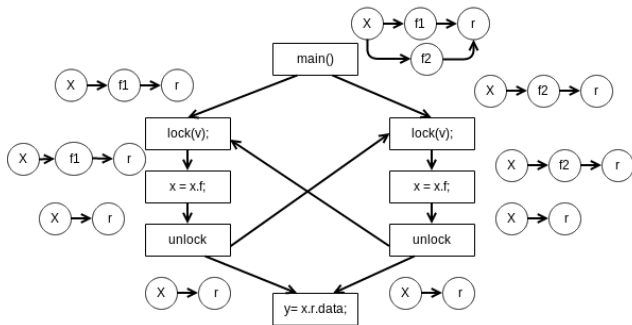 X f1 r
f2
main()
X f1 r
X f2 r
lock(v);
lock(v);
X f1 r
x = x.f;
x = x.f;
X f2 r
X r
unlock
unlock
X r
X r
y= x.r.data;
X r